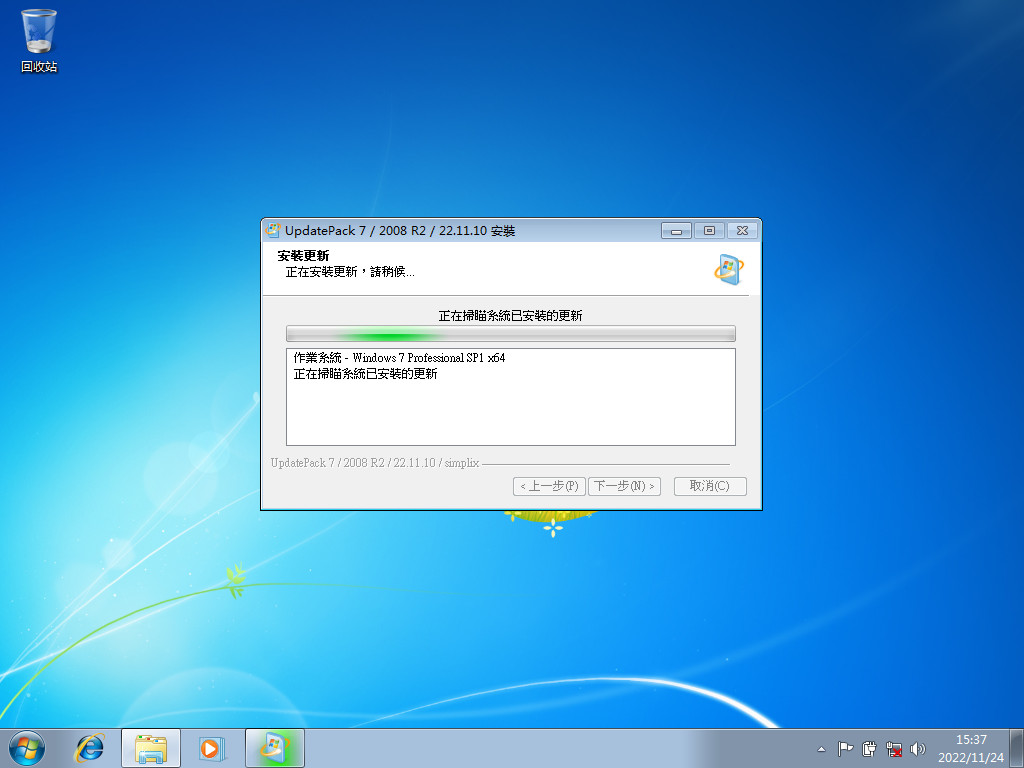 回收站
UpdatePack 7 / 2008 R2 / 22.11.10 安裝
安裝更新
正在安裝更新，請稍候...
正在掃瞄系統已安裝的更新
作業系統 - Windows 7 Professional SP1 x64
正在掃瞄系統已安裝的更新
UpdatePack 7 / 2008 R2 / 22.11.10 / simplix
< 上一步(P)
下一步(N) >
取消(C)
15:37
2022/11/24